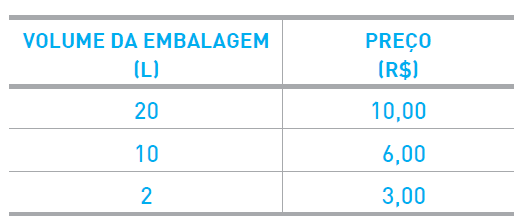 VOLUME DA EMBALAGEM PREÇO
(L) (R$)
20 10,00
10 6,00
2 3,00